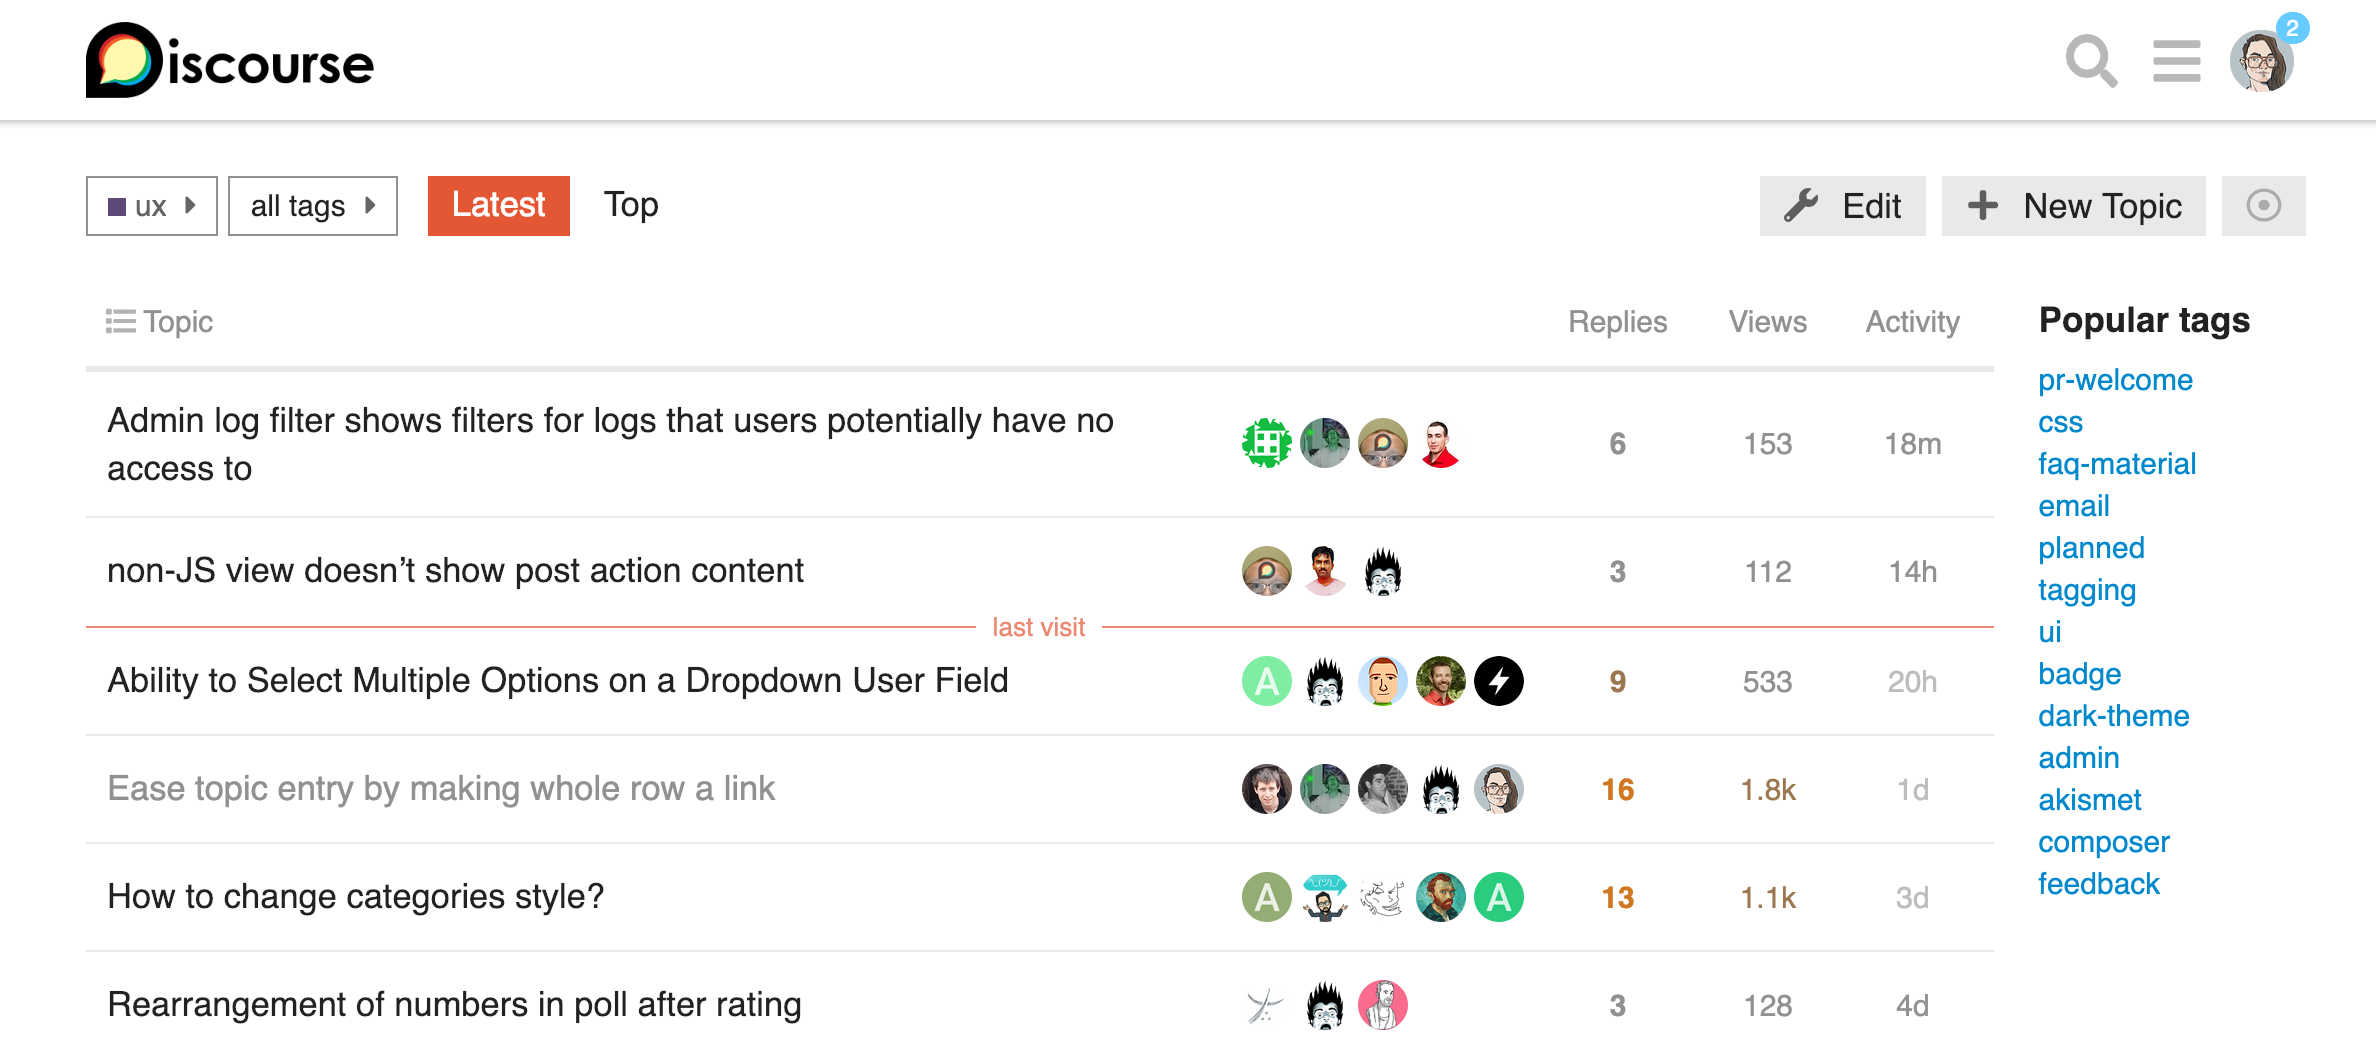 Discourse
2
ux
all tags
Latest
Top
Edit
New Topic
Topic
Replies
Views
Activity
Admin log filter shows filters for logs that users potentially have no
access to
6
153
18m
non-JS view doesn’t show post action content
3
112
14h
last visit
Ability to Select Multiple Options on a Dropdown User Field
A
9
533
20h
Ease topic entry by making whole row a link
16
1.8k
1d
How to change categories style?
A
¯\_(ツ)_/¯
A
13
1.1k
3d
Rearrangement of numbers in poll after rating
3
128
4d
Popular tags
pr-welcome
css
faq-material
email
planned
tagging
ui
badge
dark-theme
admin
akismet
composer
feedback